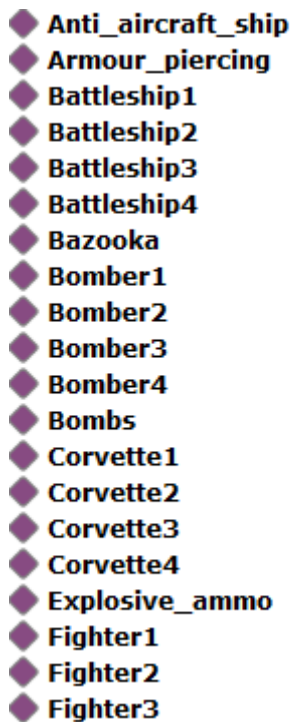 Anti_aircraft_ship
Armour_piercing
Battleship1
Battleship2
Battleship3
Battleship4
Bazooka
Bomber1
Bomber2
Bomber3
Bomber4
Bombs
Corvette1
Corvette2
Corvette3
Corvette4
Explosive_ammo
Fighter1
Fighter2
Fighter3